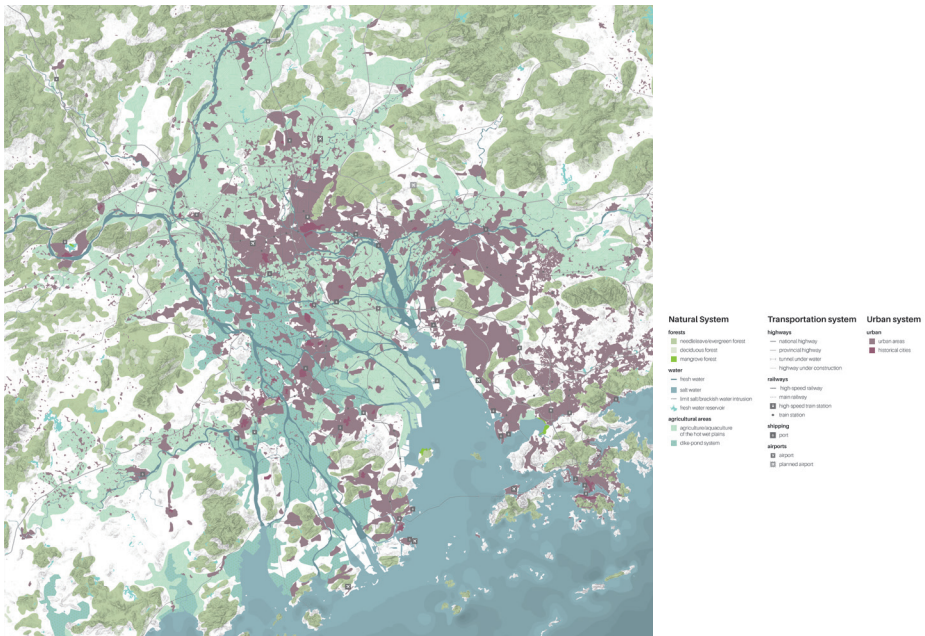 Natural System
forests
needleleave/evergreen forest
deciduous forest
mangrove forest
water
fresh water
salt water
limit salt/brackish water intrusion
fresh water reservoir
agricultural areas
agriculture/aquaculture
of the hot wet plains
dike-pond system
Transportation system
highways
national highway
provincial highway
tunnel under water
highway under construction
railways
high-speed railway
main railway
high-speed train station
train station
shipping
port
airports
airport
planned airport
Urban system
urban
urban areas
historical cities